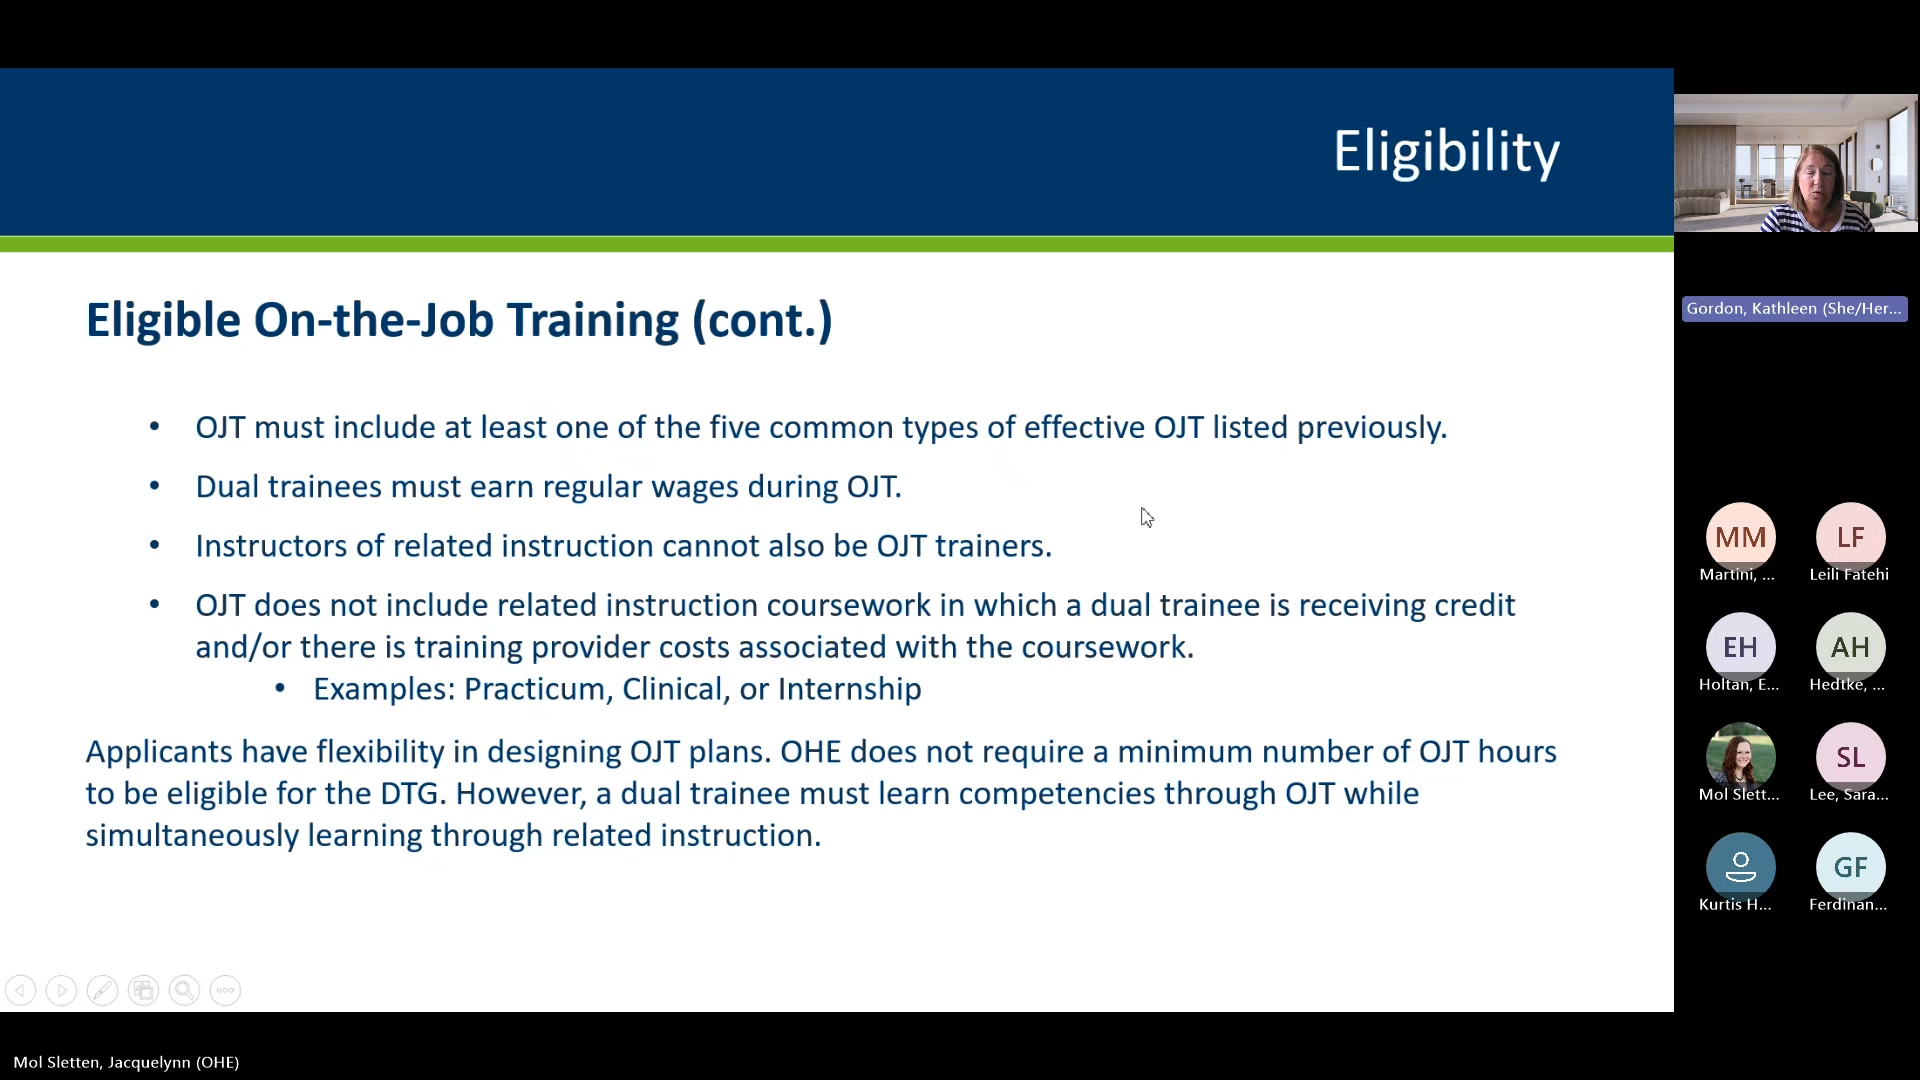 Eligibility
Eligible On-the-Job Training (cont.)
• OJT must include at least one of the five common types of effective OJT listed previously.
• Dual trainees must earn regular wages during OJT.
• Instructors of related instruction cannot also be OJT trainers.
• OJT does not include related instruction coursework in which a dual trainee is receiving credit
and/or there is training provider costs associated with the coursework.
• Examples: Practicum, Clinical, or Internship
Applicants have flexibility in designing OJT plans. OHE does not require a minimum number of OJT hours
to be eligible for the DTG. However, a dual trainee must learn competencies through OJT while
simultaneously learning through related instruction.
Mol Sletten, Jacquelynn (OHE)
Gordon, Kathleen (She/Her...
MM
Martini, ...
LF
Leili Fatehi
EH
Holtan, E...
AH
Hedtke, ...
Mol Slett...
SL
Lee, Sara...
Kurtis H...
GF
Ferdinan...